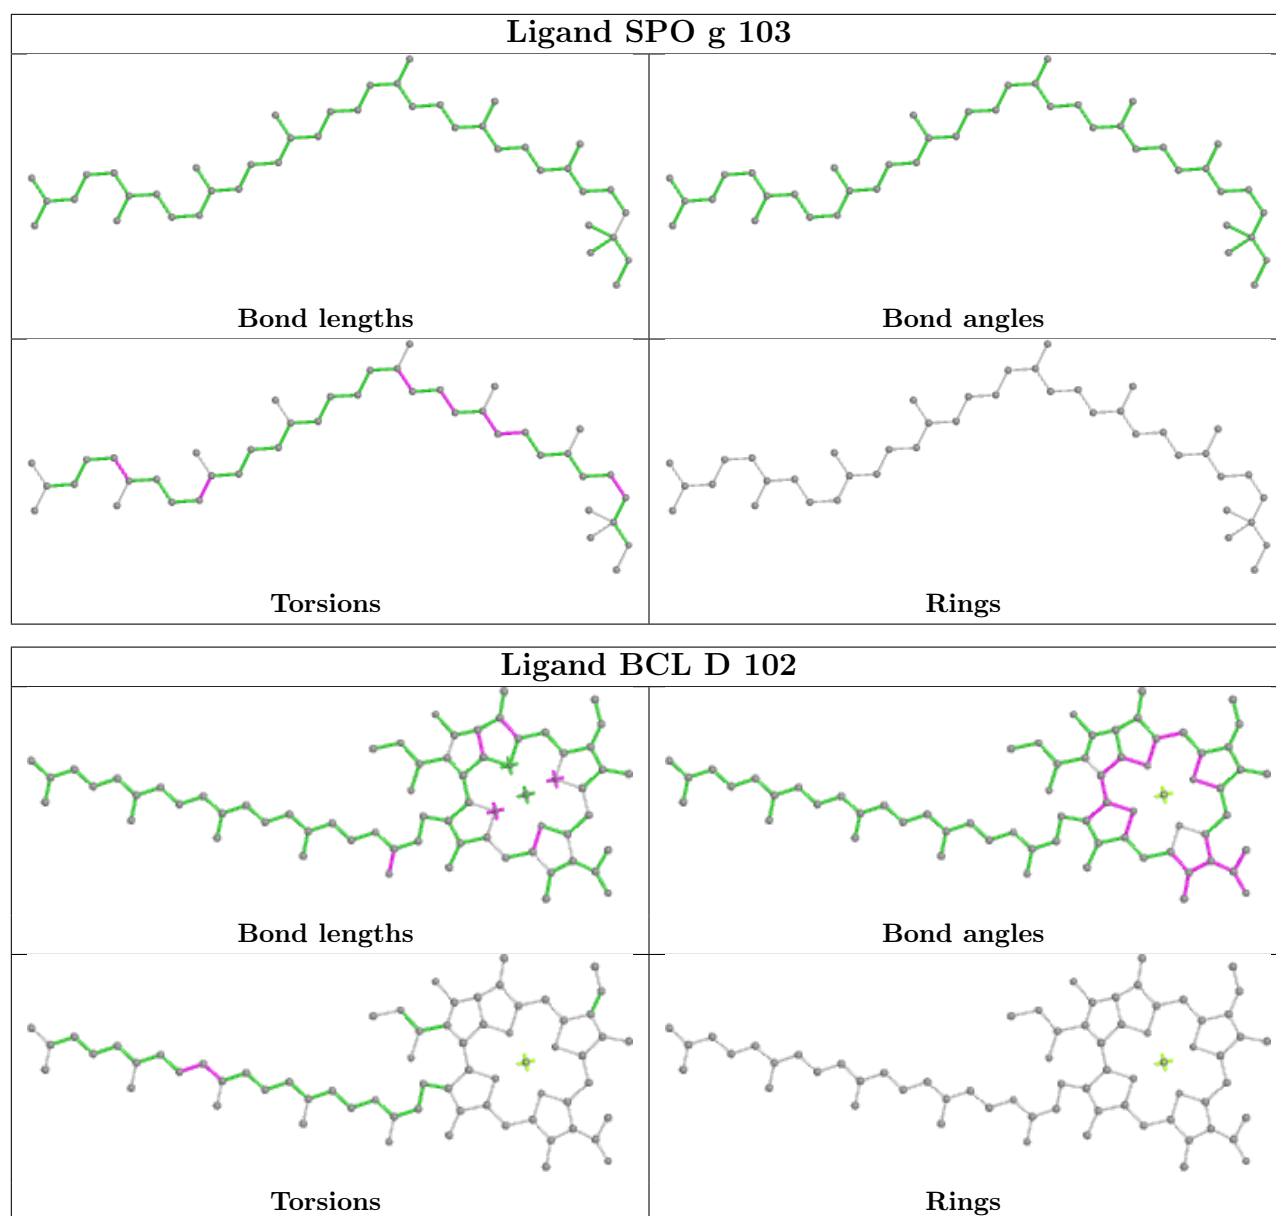 Ligand SPO g 103
Bond lengths
Bond angles
Torsions
Rings
Ligand BCL D 102
Bond lengths
Bond angles
Torsions
Rings